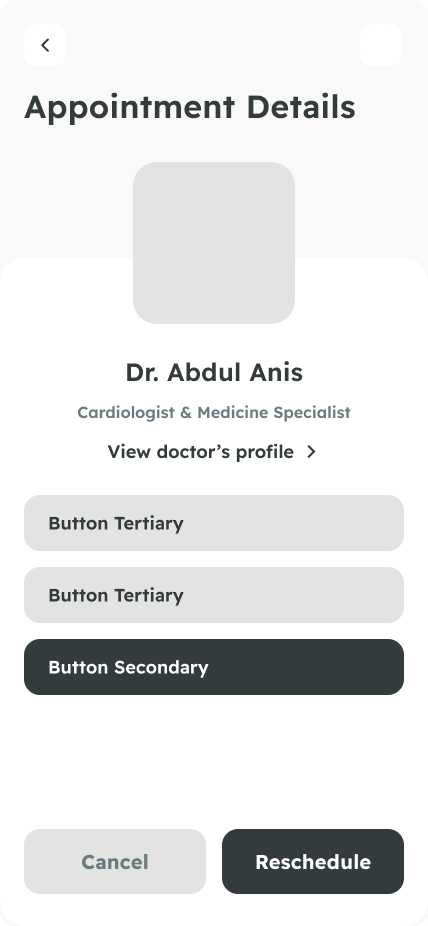 Appointment Details
Dr. Abdul Anis
Cardiologist & Medicine Specialist
View doctor’s profile
Button Tertiary
Button Tertiary
Button Secondary
Cancel
Reschedule